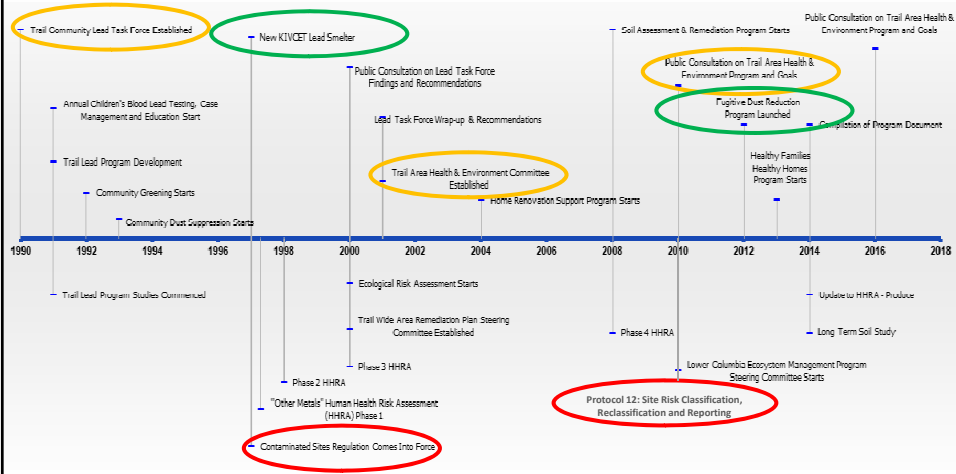 Trail Community Lead Task Force Established
New KIVCET Lead Smelter
Public Consultation on Lead Task Force
Findings and Recommendations
Annual Children's Blood Lead Testing, Case
Management and Education Start
Lead Task Force Wrap-up & Recommendations
Trail Lead Program Development
Trail Area Health & Environment Committee
Established
Community Greening Starts
Home Renovation Support Program Starts
Community Dust Suppression Starts
Soil Assessment & Remediation Program Starts
Public Consultation on Trail Area Health &
Environment Program and Goals
Public Consultation on Trail Area Health &
Environment Program and Goals
Fugitive Dust Reduction
Program Launched
Compilation of Program Document
Healthy Families
Healthy Homes
Program Starts
1990 1992 1994 1996 1998 2000 2002 2004 2006 2008 2010 2012 2014 2016 2018
Trail Lead Program Studies Commenced
Ecological Risk Assessment Starts
Trail Wide Area Remediation Plan Steering
Committee Established
Phase 3 HHRA
Phase 2 HHRA
"Other Metals" Human Health Risk Assessment
(HHRA) Phase 1
Contaminated Sites Regulation Comes Into Force
Update to HHRA - Produce
Phase 4 HHRA
Long Term Soil Study
Lower Columbia Ecosystem Management Program
Steering Committee Starts
Protocol 12: Site Risk Classification,
Reclassification and Reporting